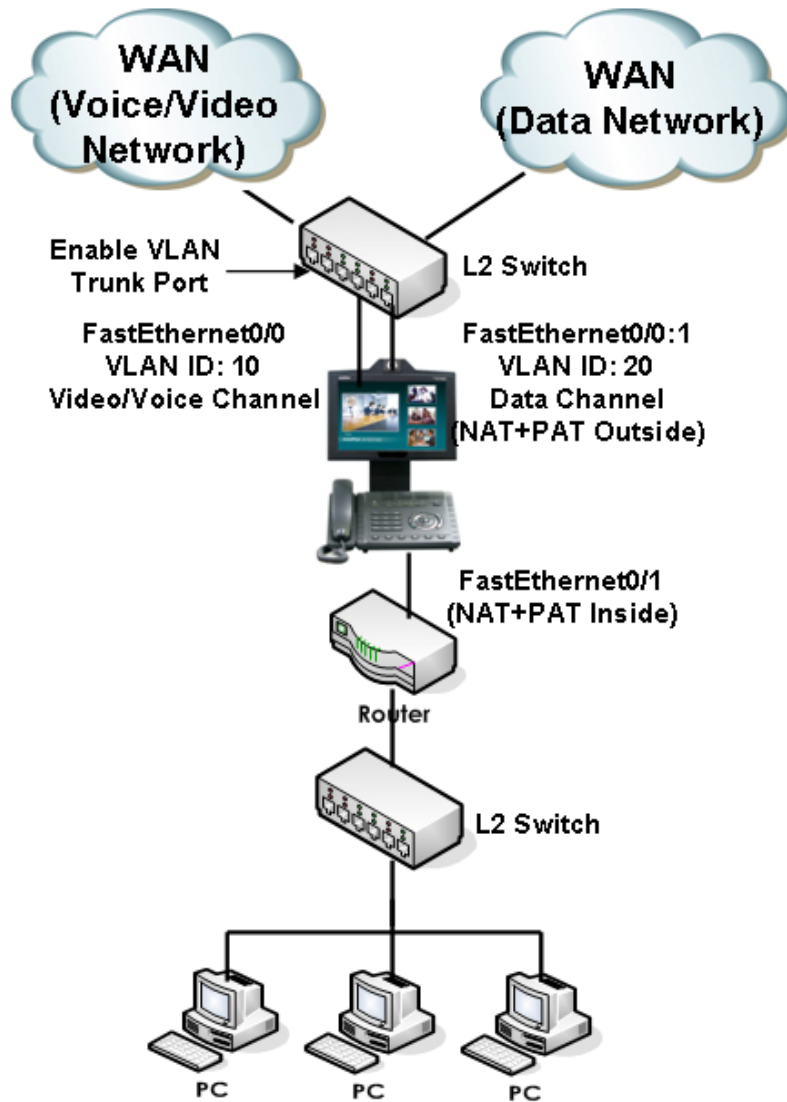 WAN
(Voice/Video
Network)
WAN
(Data Network)
Enable VLAN
Trunk Port
L2 Switch
FastEthernet0/0
VLAN ID: 10
Video/Voice Channel
FastEthernet0/0:1
VLAN ID: 20
Data Channel
(NAT+PAT Outside)
FastEthernet0/1
(NAT+PAT Inside)
Router
L2 Switch
PC
PC
PC